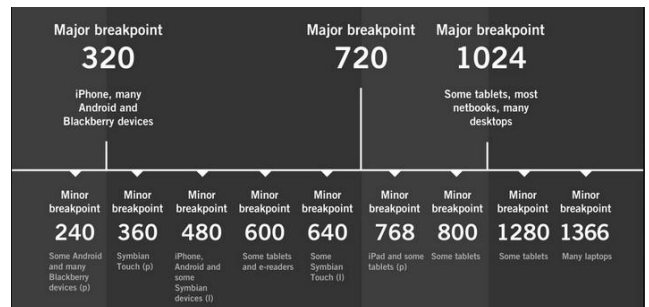 Major breakpoint
320
iPhone, many
Android and
Blackberry devices
Major breakpoint
720
Major breakpoint
1024
Some tablets, most
netbooks, many
desktops
Minor
breakpoint
240
Some Android
and many
Blackberry
devices (p)
Minor
breakpoint
360
Symbian
Touch (p)
Minor
breakpoint
480
iPhone,
Android and
some
Symbian
devices (l)
Minor
breakpoint
600
Some tablets
and e-readers
Minor
breakpoint
640
Some
Symbian
Touch (l)
Minor
breakpoint
768
iPad and some
tablets (p)
Minor
breakpoint
800
Some tablets
Minor
breakpoint
1280
Some tablets
Minor
breakpoint
1366
Many laptops